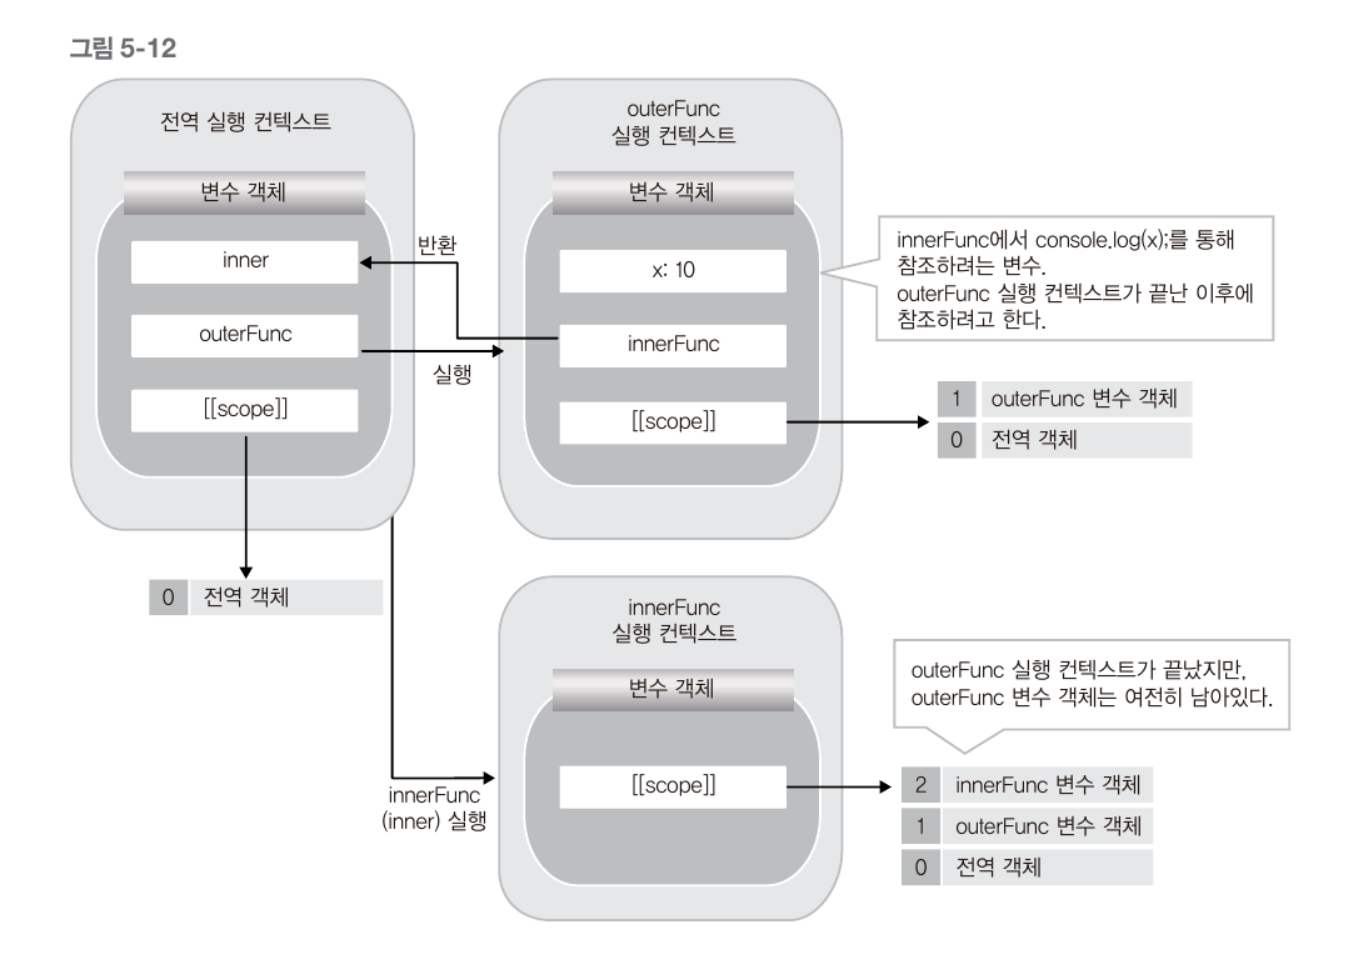 그림 5-12
전역 실행 컨텍스트
변수 객체
inner
outerFunc
[[scope]]
0 전역 객체
반환
실행
outerFunc
실행 컨텍스트
변수 객체
x: 10
innerFunc
[[scope]]
innerFunc에서 console.log(x);를 통해
참조하려는 변수.
outerFunc 실행 컨텍스트가 끝난 이후에
참조하려고 한다.
1 outerFunc 변수 객체
0 전역 객체
innerFunc
(inner) 실행
innerFunc
실행 컨텍스트
변수 객체
[[scope]]
outerFunc 실행 컨텍스트가 끝났지만,
outerFunc 변수 객체는 여전히 남아있다.
2 innerFunc 변수 객체
1 outerFunc 변수 객체
0 전역 객체